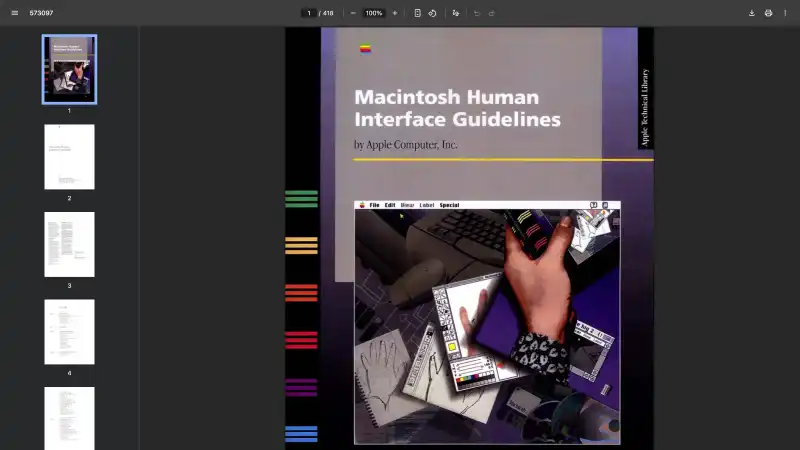 573097
1 / 418
100%
1
2
3
4
Macintosh Human
Interface Guidelines
by Apple Computer, Inc.
Apple Technical Library
File Edit View Label Special